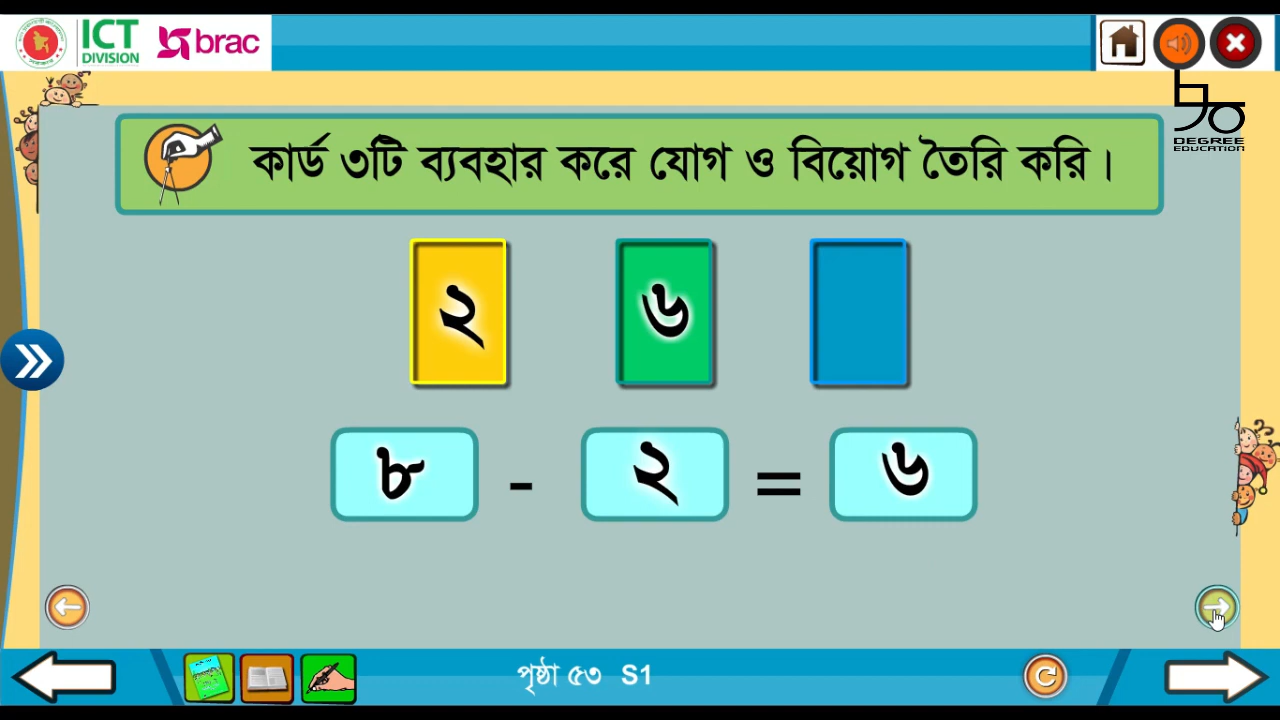 ICT
DIVISION
brac
DEGREE
EDUCATION
কার্ড ৩টি ব্যবহার করে যোগ ও বিয়োগ তৈরি করি।
২ ৬
৮ - ২ = ৬
পৃষ্ঠা ৫৩ S1